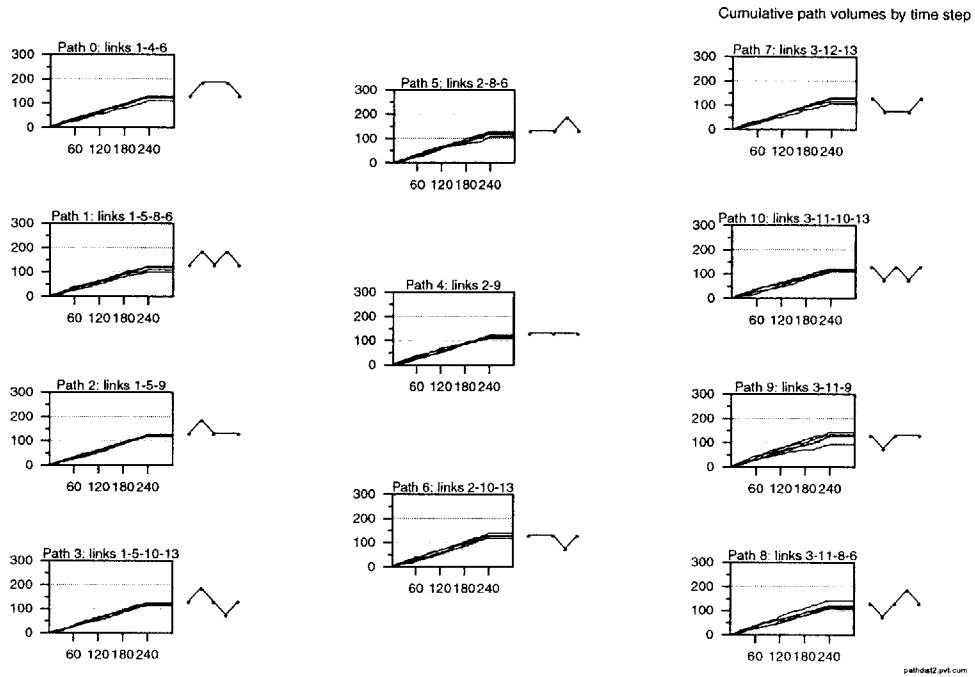 Cumulative path volumes by time step
Path 0: links 1-4-6
300
200
100
0
60 120 180 240
Path 1: links 1-5-8-6
300
200
100
0
60 120 180 240
Path 2: links 1-5-9
300
200
100
0
60 120 180 240
Path 3: links 1-5-10-13
300
200
100
0
60 120 180 240
Path 5: links 2-8-6
300
200
100
0
60 120 180 240
Path 4: links 2-9
300
200
100
0
60 120 180 240
Path 6: links 2-10-13
300
200
100
0
60 120 180 240
Path 7: links 3-12-13
300
200
100
0
60 120 180 240
Path 10: links 3-11-10-13
300
200
100
0
60 120 180 240
Path 9: links 3-11-9
300
200
100
0
60 120 180 240
Path 8: links 3-11-8-6
300
200
100
0
60 120 180 240
pathdist2.pvt.cum